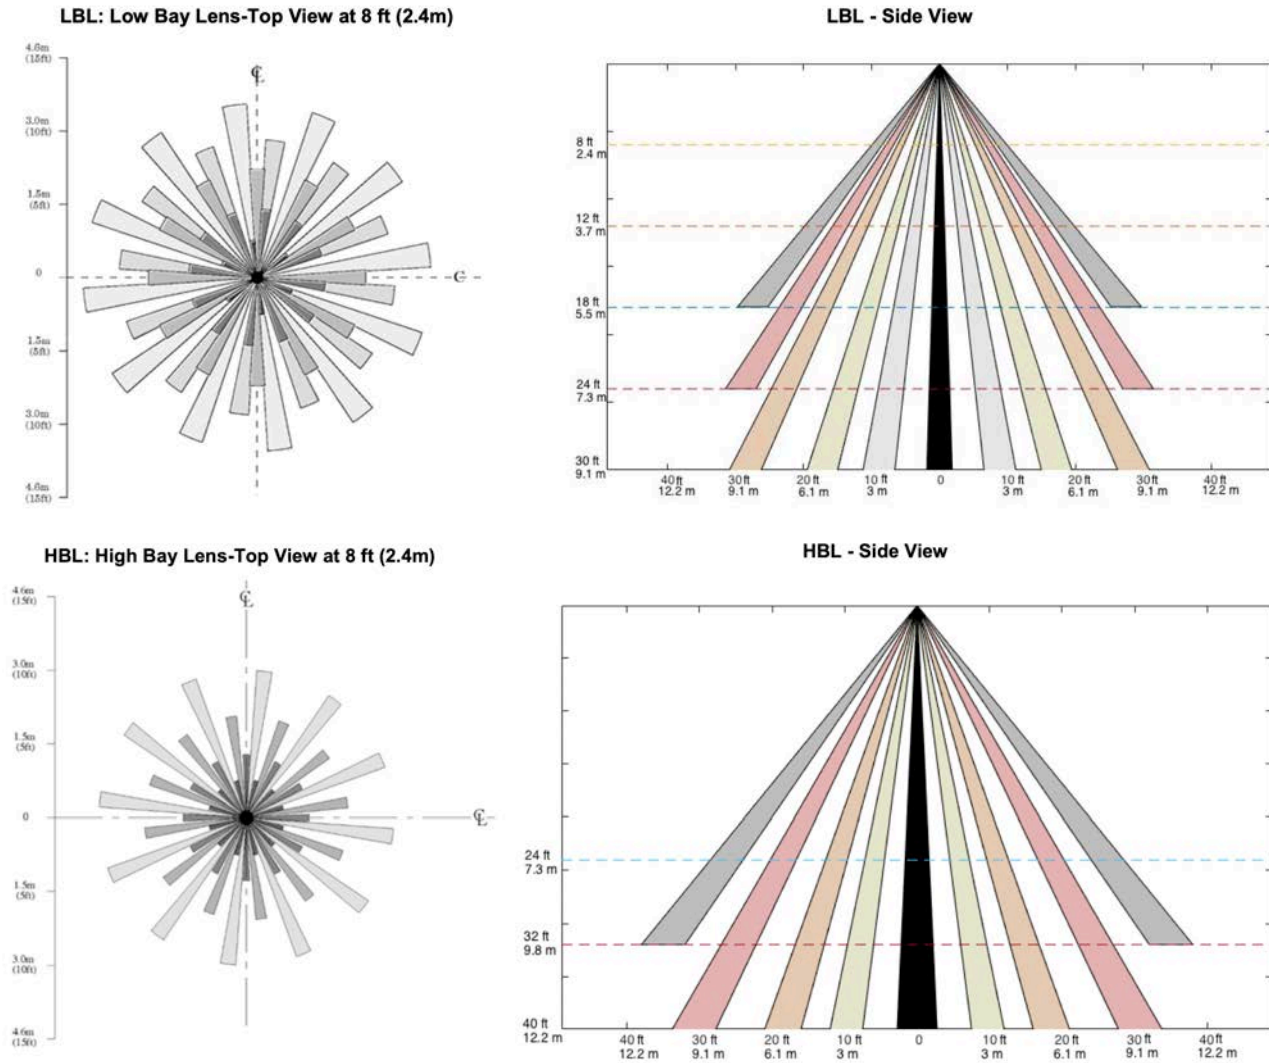 LBL: Low Bay Lens-Top View at 8 ft (2.4m)
4.6m
(15ft)
3.0m
(10ft)
1.5m
(5ft)
0
1.5m
(5ft)
3.0m
(10ft)
4.6m
(15ft)
℄
C
LBL - Side View
8 ft
2.4 m
12 ft
3.7 m
18 ft
5.5 m
24 ft
7.3 m
30 ft
9.1 m
40 ft 30 ft 20 ft 10 ft 0 10 ft 20 ft 30 ft 40 ft
12.2 m 9.1 m 6.1 m 3 m 3 m 6.1 m 9.1 m 12.2 m
HBL: High Bay Lens-Top View at 8 ft (2.4m)
4.6m
(15ft)
3.0m
(10ft)
1.5m
(5ft)
0
1.5m
(5ft)
3.0m
(10ft)
4.6m
(15ft)
℄
℄
HBL - Side View
24 ft
7.3 m
32 ft
9.8 m
40 ft
12.2 m
40 ft 30 ft 20 ft 10 ft 0 10 ft 20 ft 30 ft 40 ft
12.2 m 9.1 m 6.1 m 3 m 3 m 6.1 m 9.1 m 12.2 m